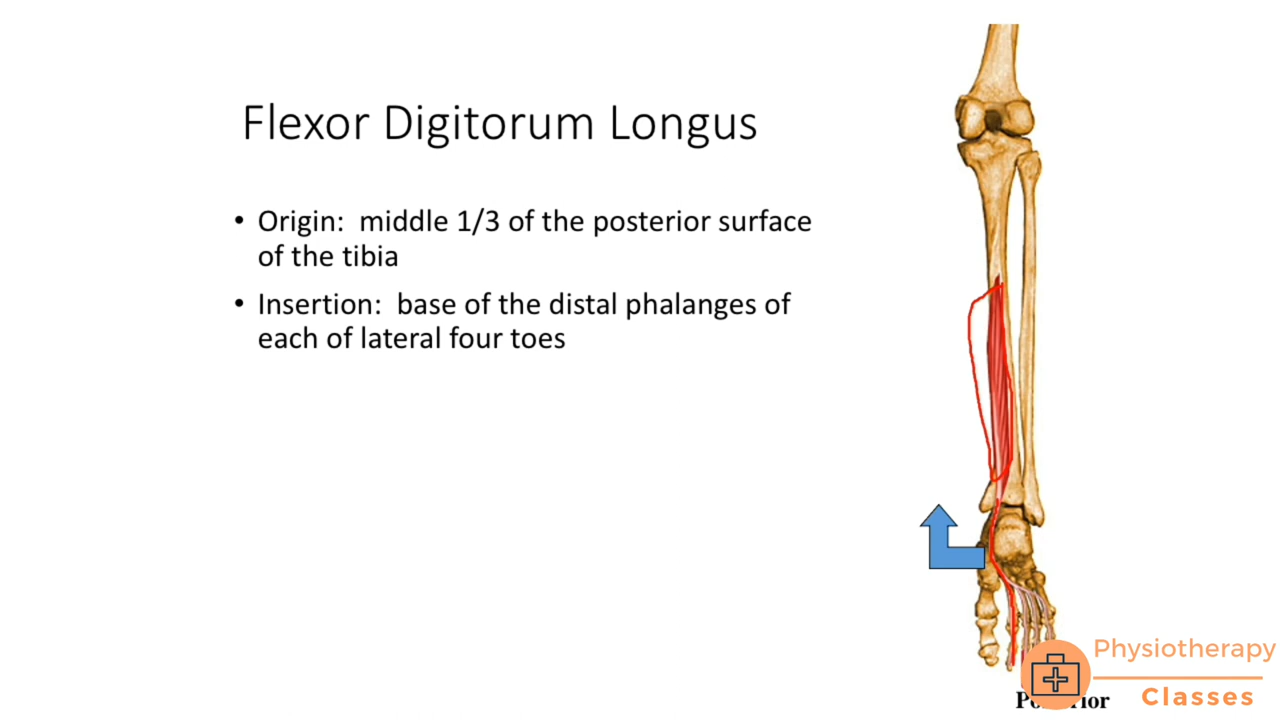 Flexor Digitorum Longus
• Origin:  middle 1/3 of the posterior surface
of the tibia
• Insertion:  base of the distal phalanges of
each of lateral four toes
Physiotherapy
Classes